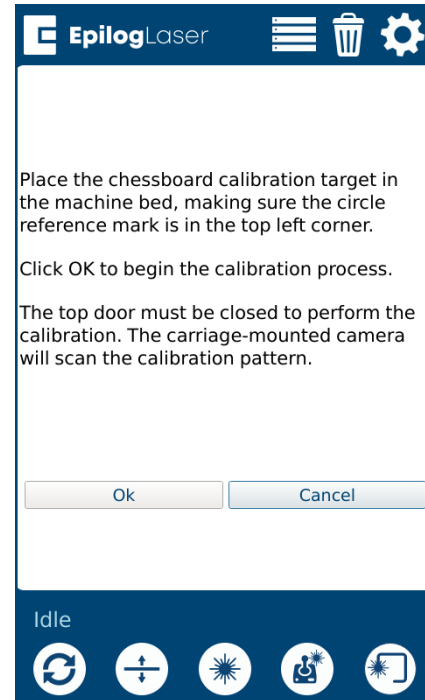 EpilogLaser
Place the chessboard calibration target in
the machine bed, making sure the circle
reference mark is in the top left corner.
Click OK to begin the calibration process.
The top door must be closed to perform the
calibration. The carriage-mounted camera
will scan the calibration pattern.
Ok Cancel
Idle